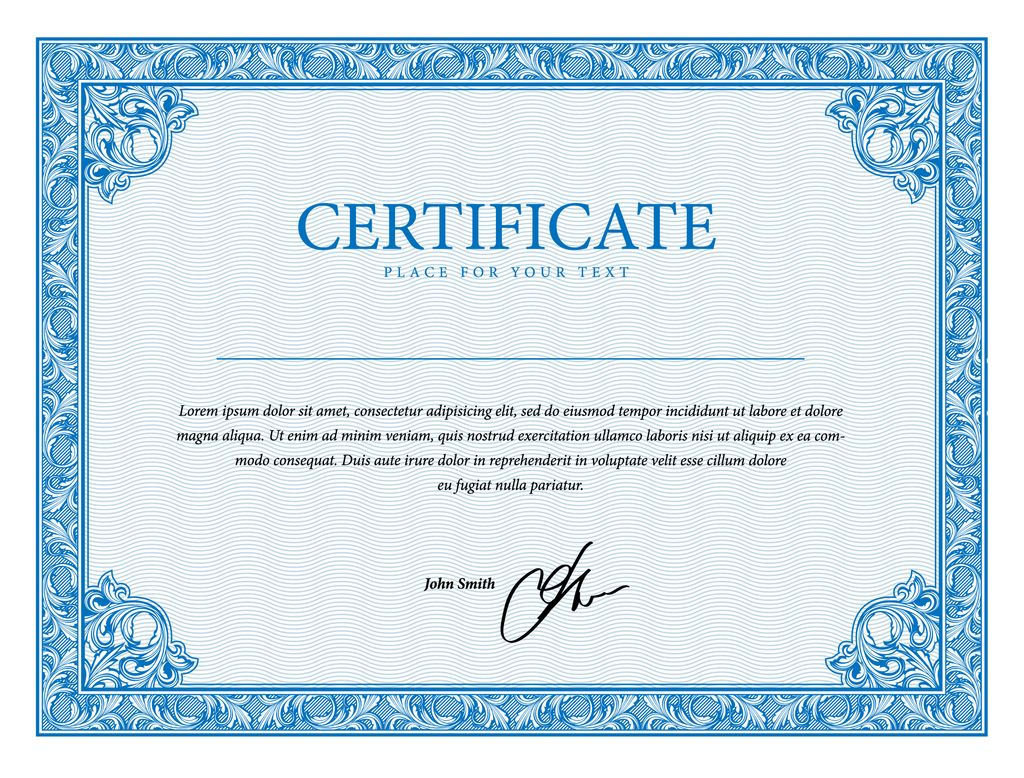 CERTIFICATE
PLACE FOR YOUR TEXT
Lorem ipsum dolor sit amet, consectetur adipisicing elit, sed do eiusmod tempor incididunt ut labore et dolore
magna aliqua. Ut enim ad minim veniam, quis nostrud exercitation ullamco laboris nisi ut aliquip ex ea com-
modo consequat. Duis aute irure dolor in reprehenderit in voluptate velit esse cillum dolore
eu fugiat nulla pariatur.
John Smith